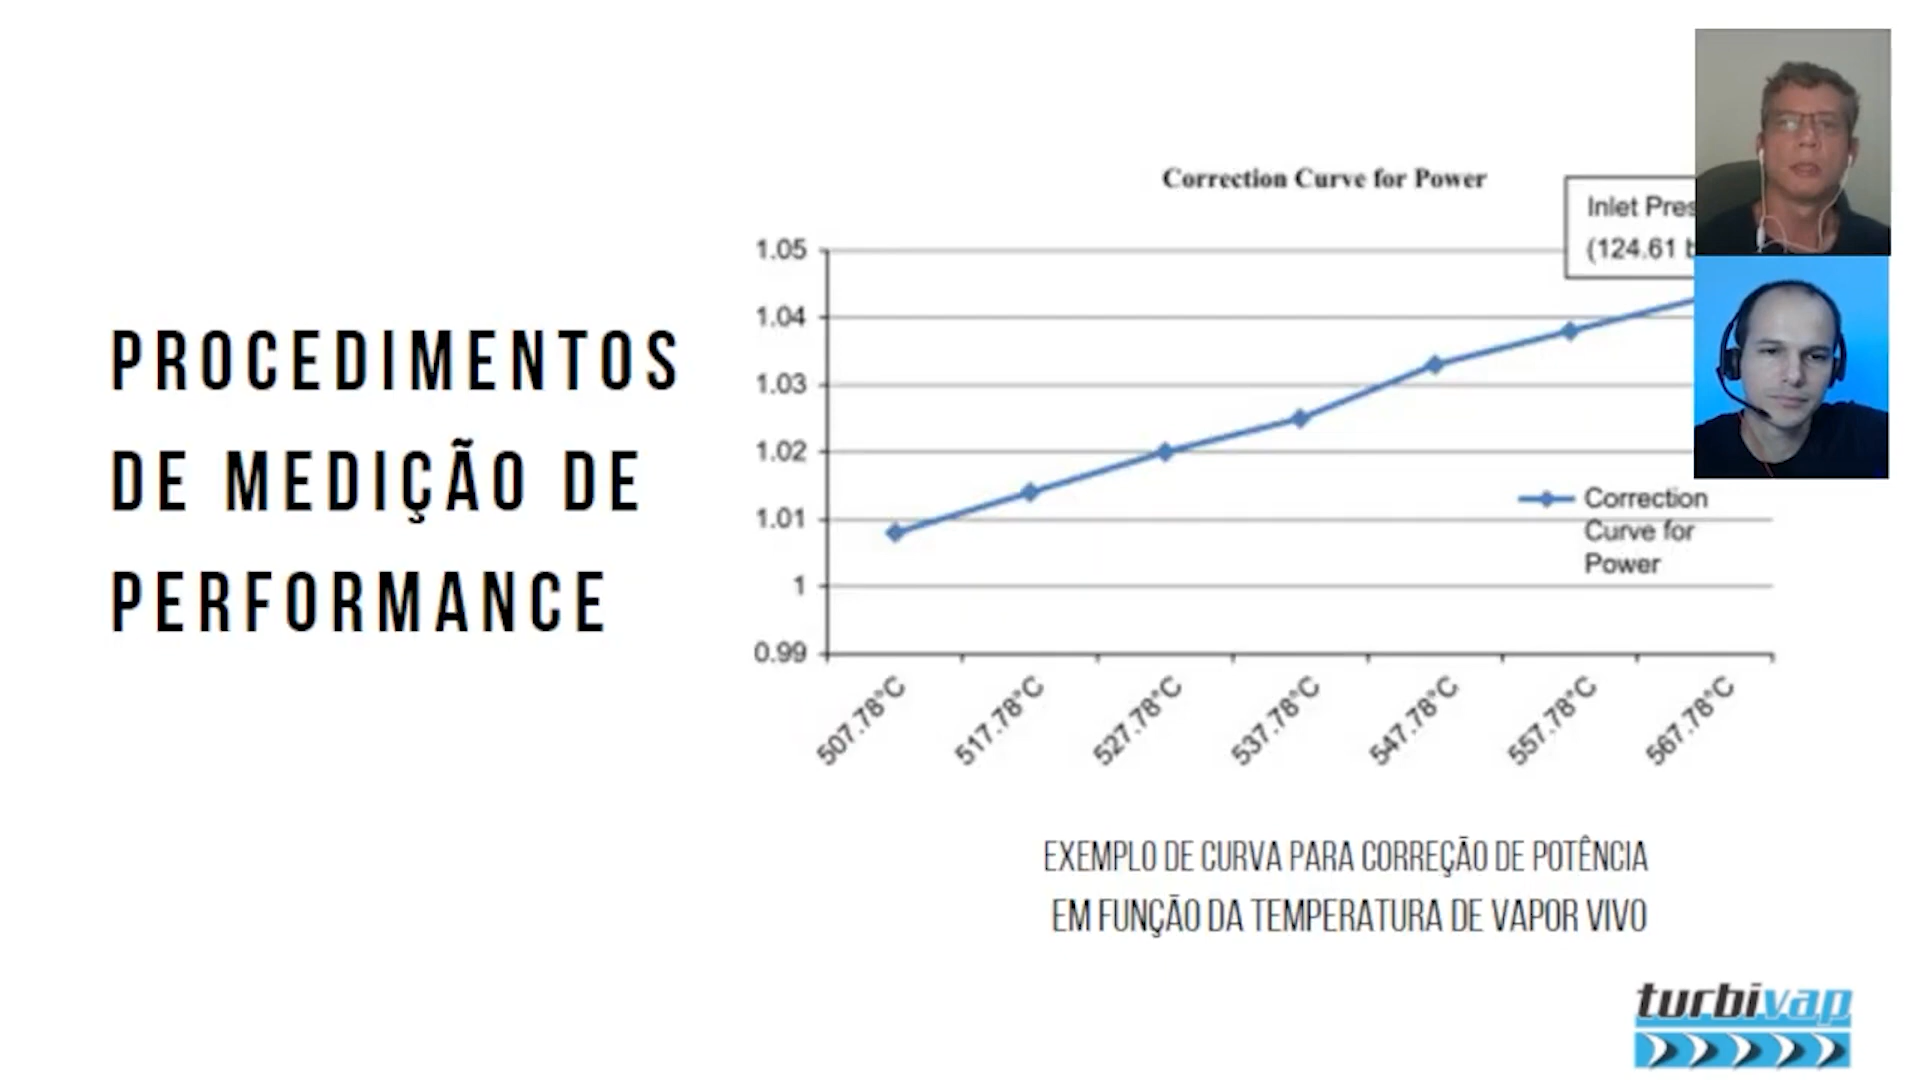 PROCEDIMENTOS
DE MEDIÇÃO DE
PERFORMANCE
Correction Curve for Power
Inlet
(124.61
1.05
1.04
1.03
1.02
1.01
1
0.99
Correction
Curve for
Power
507.78°C
517.78°C
527.78°C
537.78°C
547.78°C
557.78°C
567.78°C
EXEMPLO DE CURVA PARA CORREÇÃO DE POTÊNCIA
EM FUNÇÃO DA TEMPERATURA DE VAPOR VIVO
turbivap